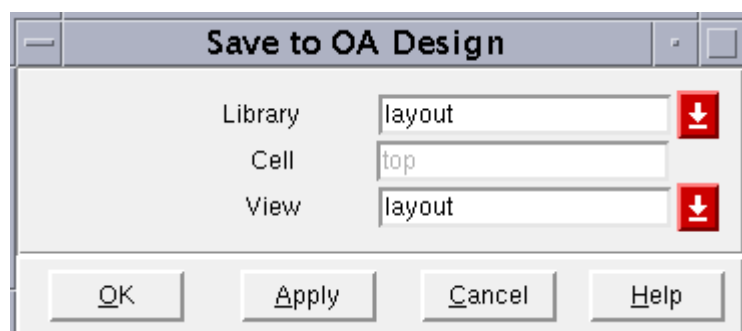 Save to OA Design
Library layout
Cell top
View layout
OK Apply Cancel Help